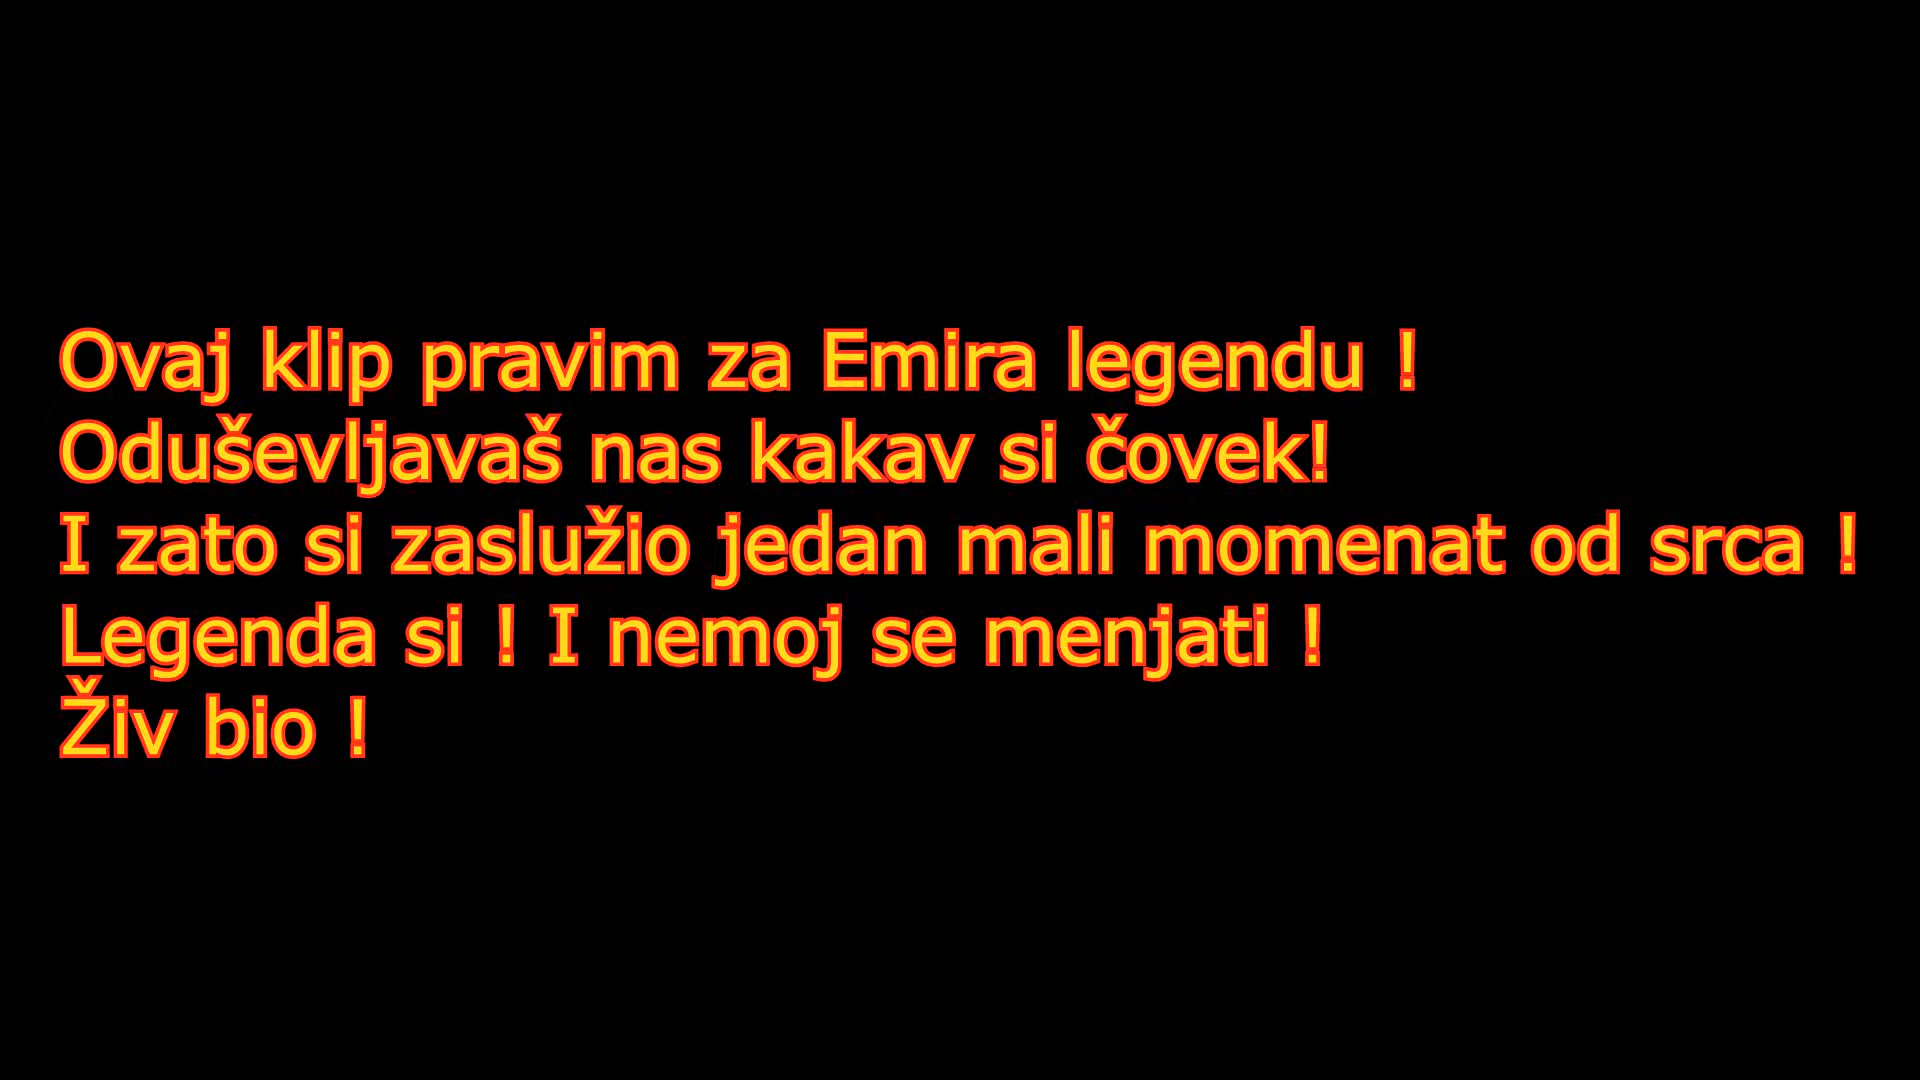 Ovaj klip pravim za Emira legendu !
Oduševljavaš nas kakav si čovek!
I zato si zaslužio jedan mali momenat od srca !
Legenda si ! I nemoj se menjati !
Živ bio !